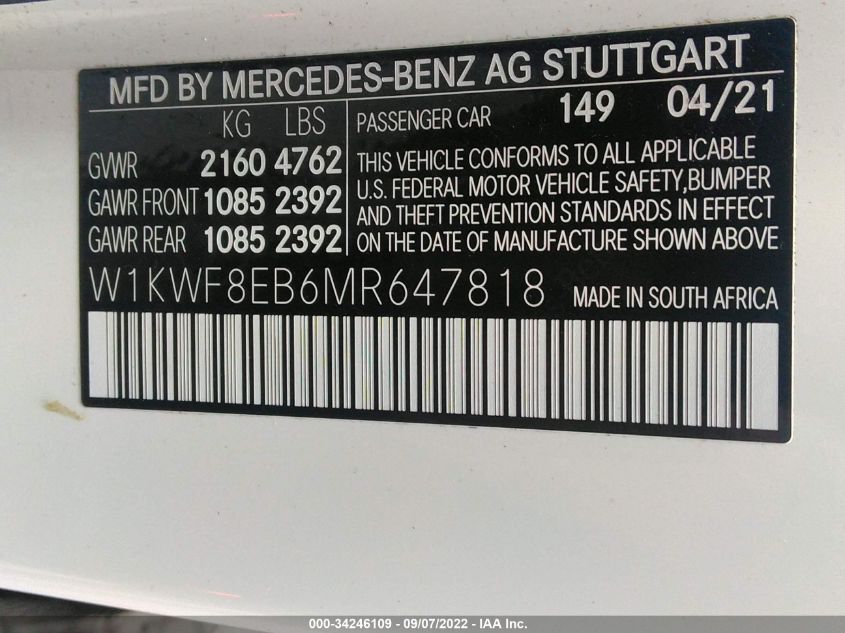 MFD BY MERCEDES-BENZ AG STUTTGART
KG LBS
GVWR 2160 4762
GAWR FRONT 1085 2392
GAWR REAR 1085 2392
PASSENGER CAR 149 04/21
THIS VEHICLE CONFORMS TO ALL APPLICABLE
U.S. FEDERAL MOTOR VEHICLE SAFETY,BUMPER
AND THEFT PREVENTION STANDARDS IN EFFECT
ON THE DATE OF MANUFACTURE SHOWN ABOVE
W1KWF8EB6MR647818 MADE IN SOUTH AFRICA
000-34246109 - 09/07/2022 - IAA Inc.